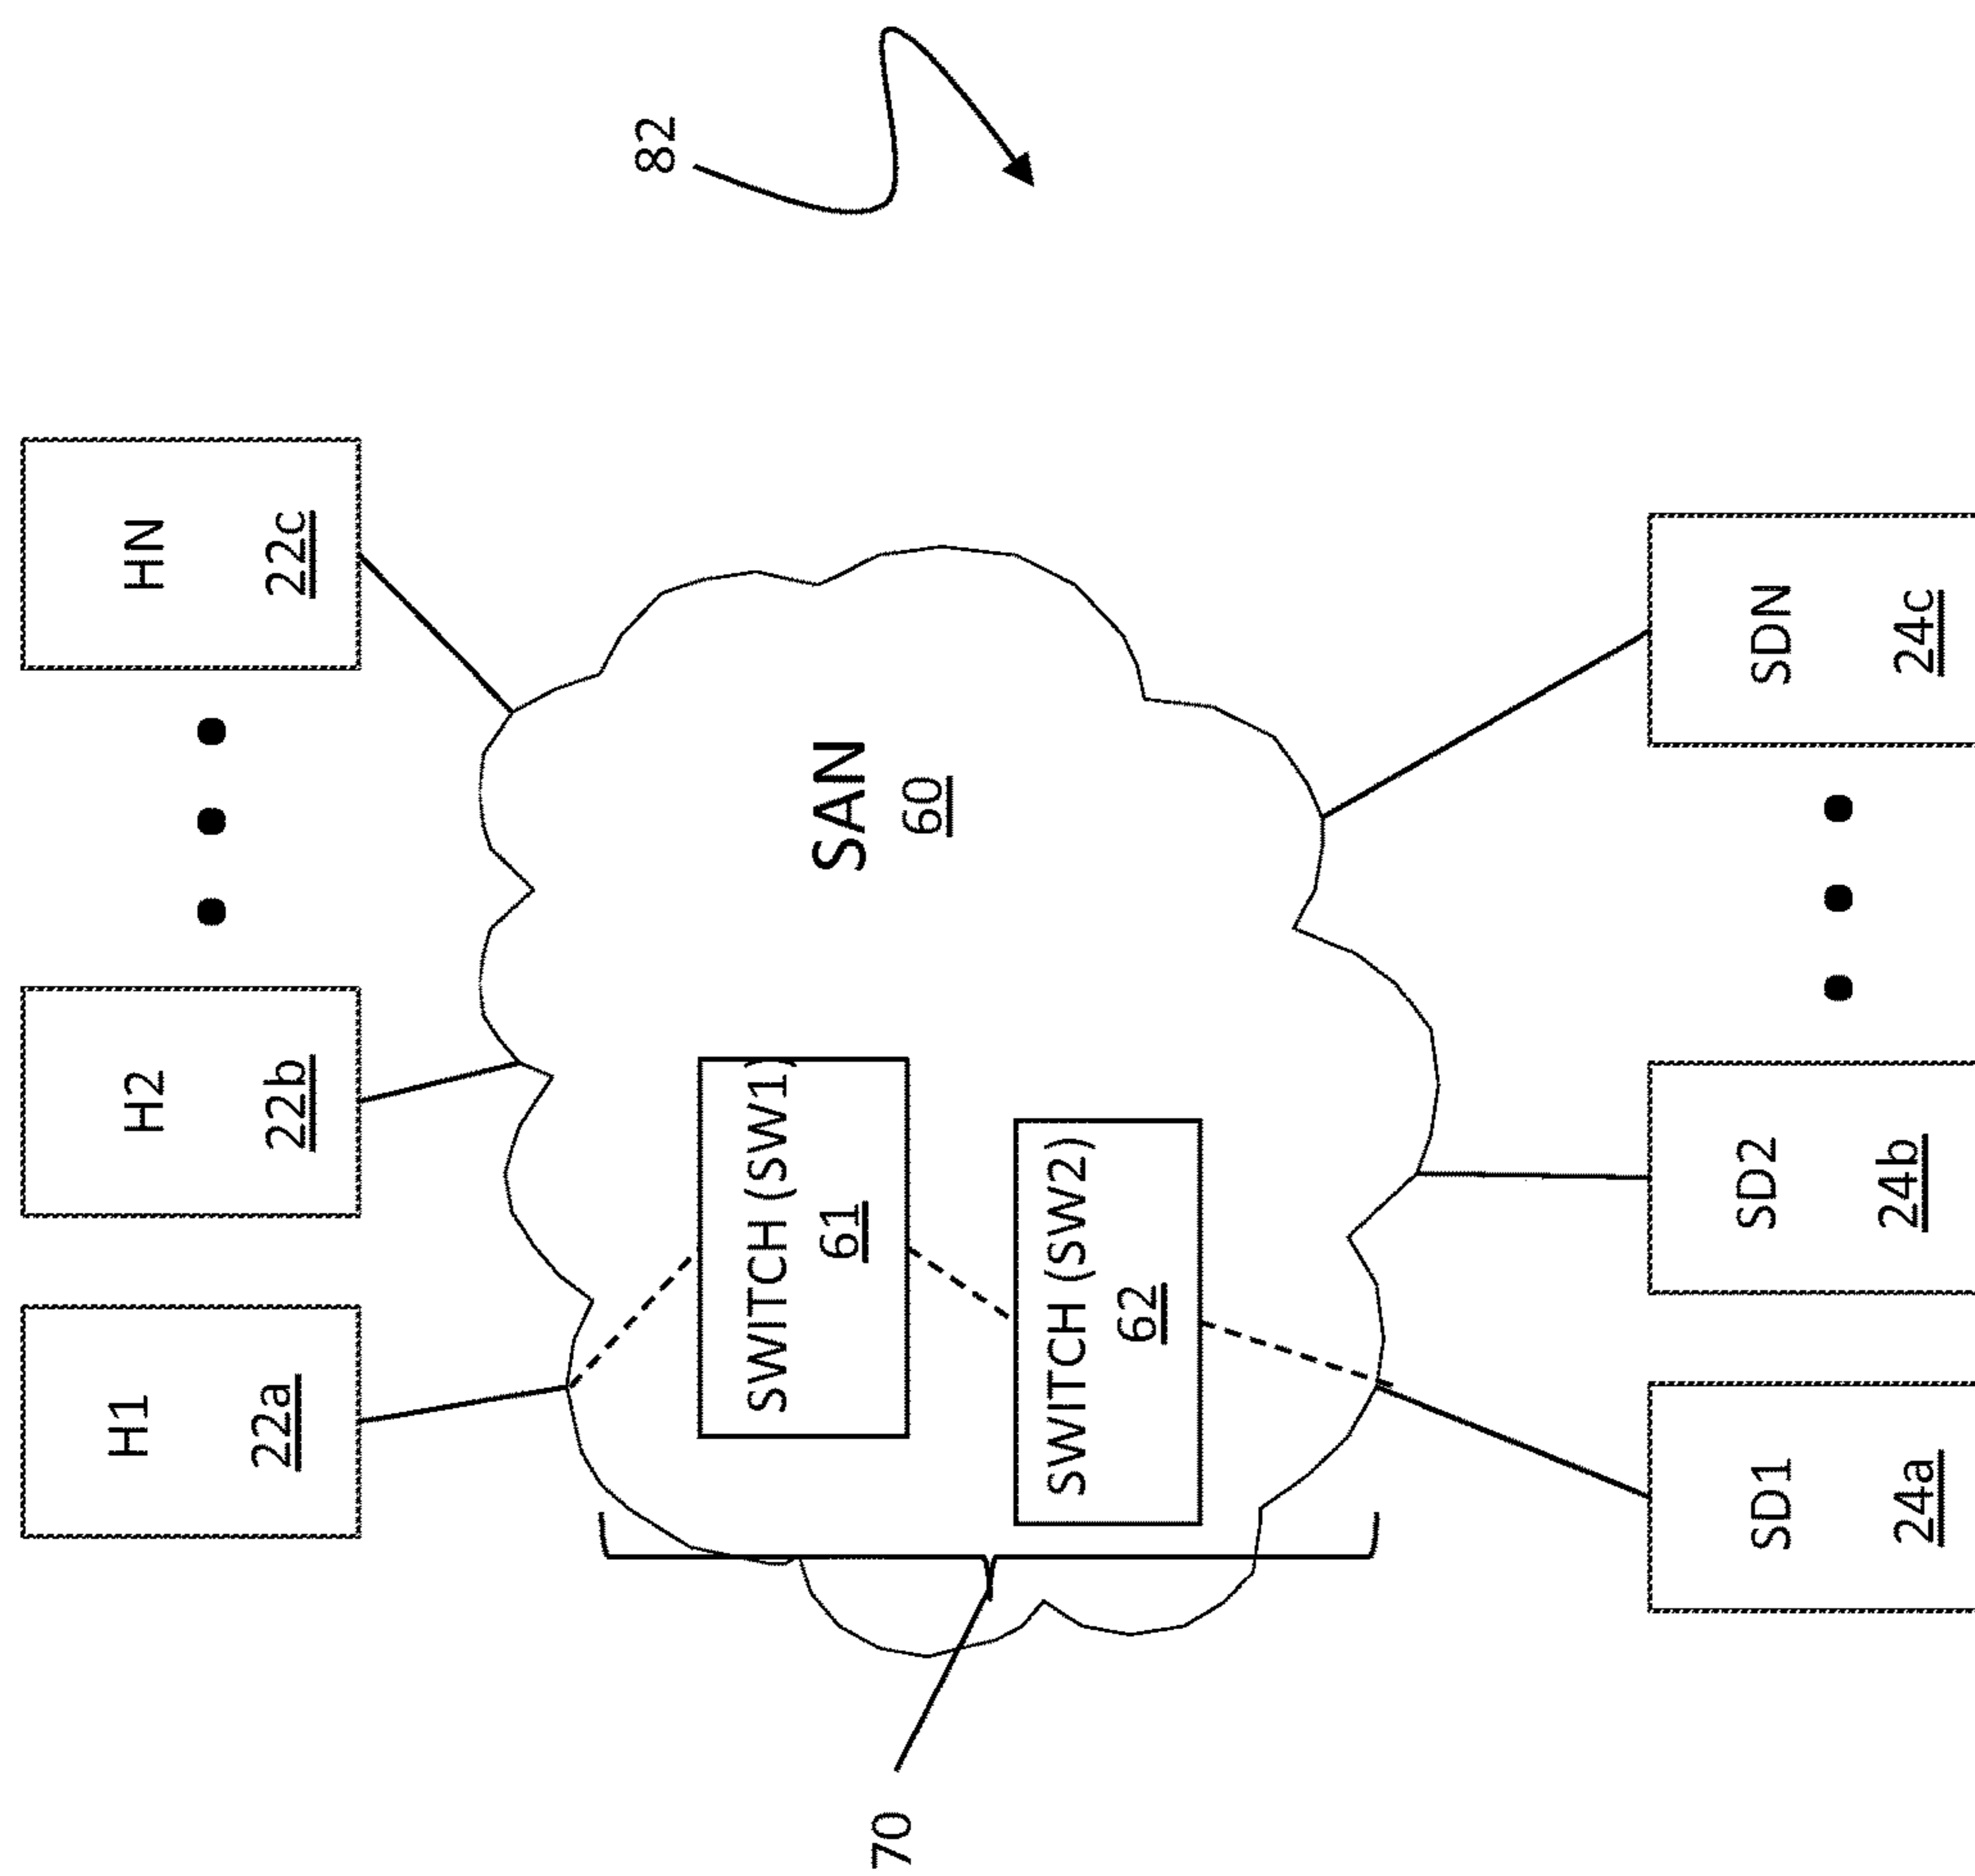 H1
22a
H2
22b
HN
22c
82
SAN
60
SWITCH (SW1)
61
SWITCH (SW2)
62
70
SD1
24a
SD2
24b
SDN
24c